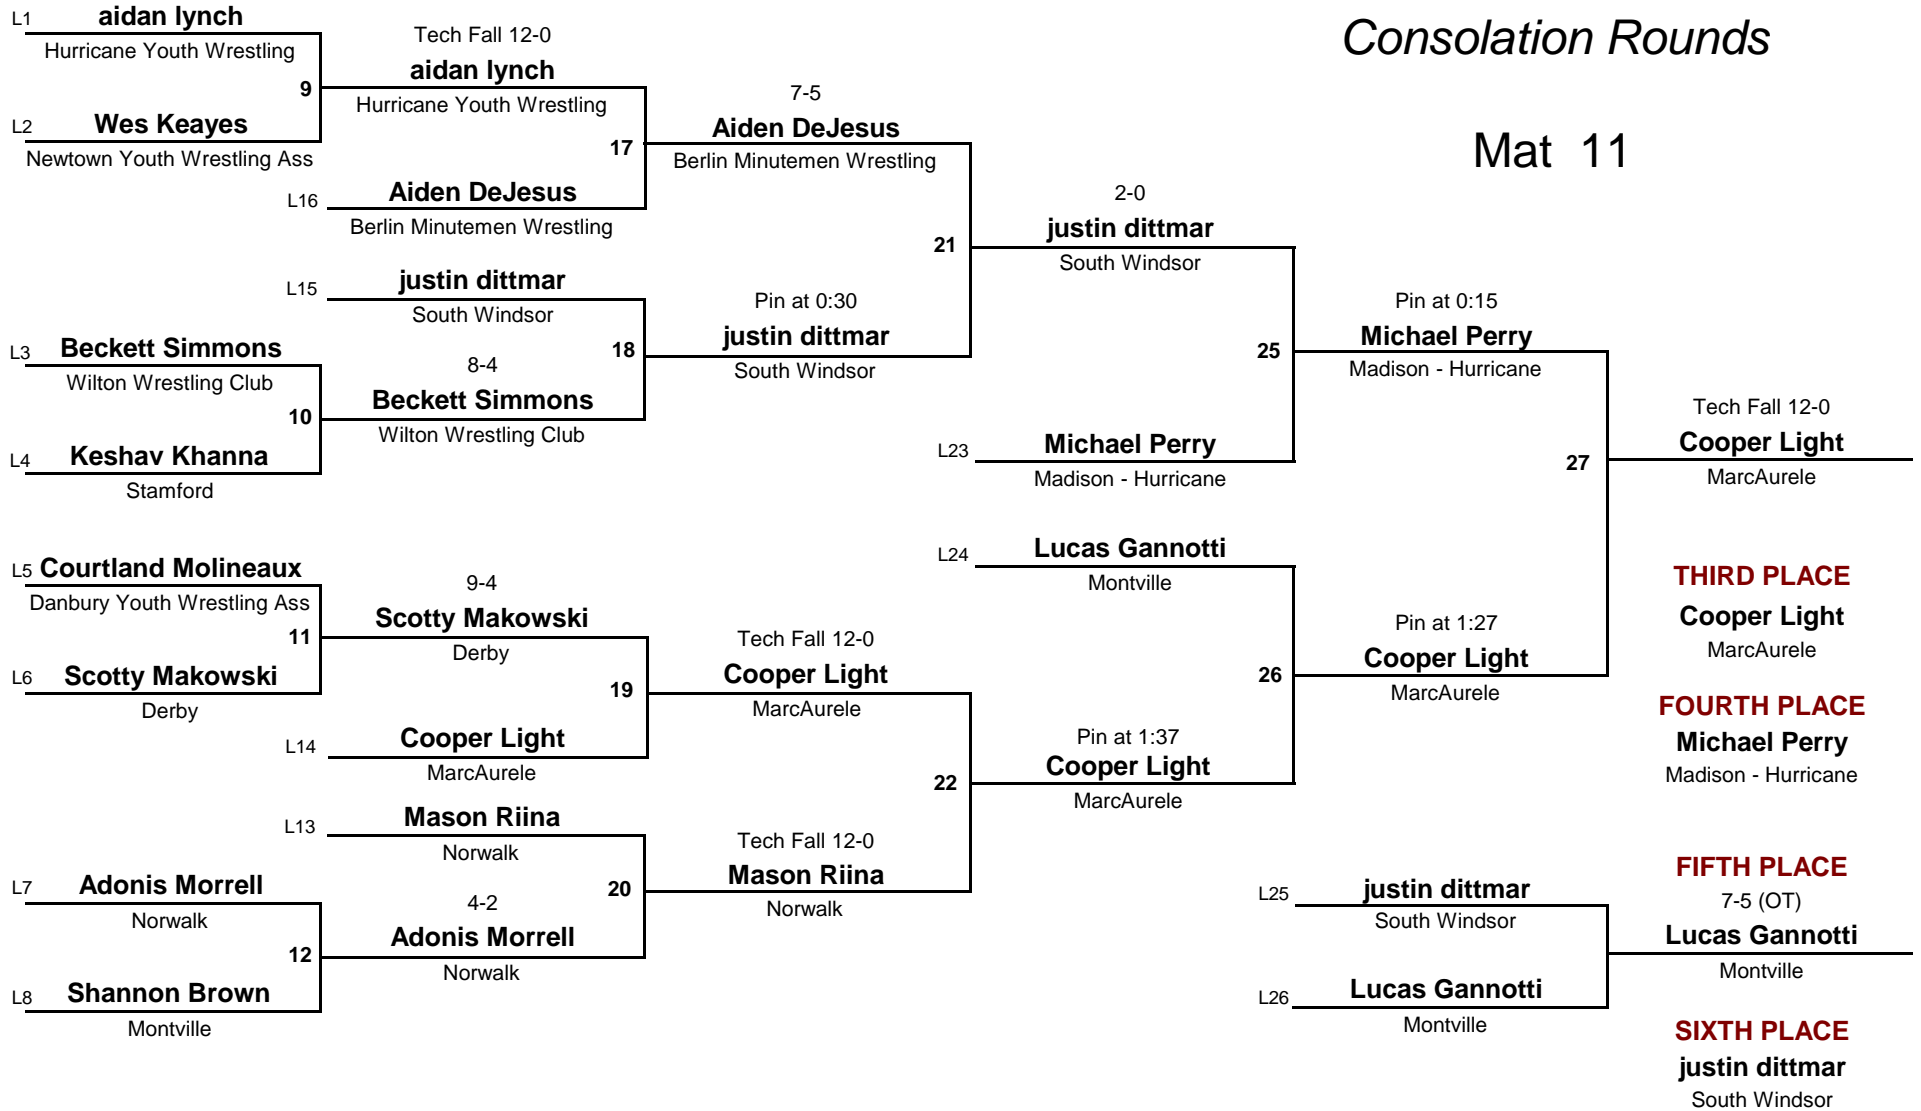 Consolation Rounds
Mat 11
L1 aidan lynch
Hurricane Youth Wrestling
9
L2 Wes Keayes
Newtown Youth Wrestling Ass
L3 Beckett Simmons
Wilton Wrestling Club
10
L4 Keshav Khanna
Stamford
L5 Courtland Molineaux
Danbury Youth Wrestling Ass
11
L6 Scotty Makowski
Derby
L7 Adonis Morrell
Norwalk
12
L8 Shannon Brown
Montville
Tech Fall 12-0
aidan lynch
Hurricane Youth Wrestling
17
L16 Aiden DeJesus
Berlin Minutemen Wrestling
L15 justin dittmar
South Windsor
18
8-4
Beckett Simmons
Wilton Wrestling Club
9-4
Scotty Makowski
Derby
19
L14 Cooper Light
MarcAurele
L13 Mason Riina
Norwalk
20
4-2
Adonis Morrell
Norwalk
7-5
Aiden DeJesus
Berlin Minutemen Wrestling
21
Pin at 0:30
justin dittmar
South Windsor
Tech Fall 12-0
Cooper Light
MarcAurele
22
Tech Fall 12-0
Mason Riina
Norwalk
2-0
justin dittmar
South Windsor
25
L23 Michael Perry
Madison - Hurricane
L24 Lucas Gannotti
Montville
26
Pin at 1:37
Cooper Light
MarcAurele
Pin at 0:15
Michael Perry
Madison - Hurricane
27
Pin at 1:27
Cooper Light
MarcAurele
Tech Fall 12-0
Cooper Light
MarcAurele
THIRD PLACE
Cooper Light
MarcAurele
FOURTH PLACE
Michael Perry
Madison - Hurricane
L25 justin dittmar
South Windsor
L26 Lucas Gannotti
Montville
FIFTH PLACE
7-5 (OT)
Lucas Gannotti
Montville
SIXTH PLACE
justin dittmar
South Windsor